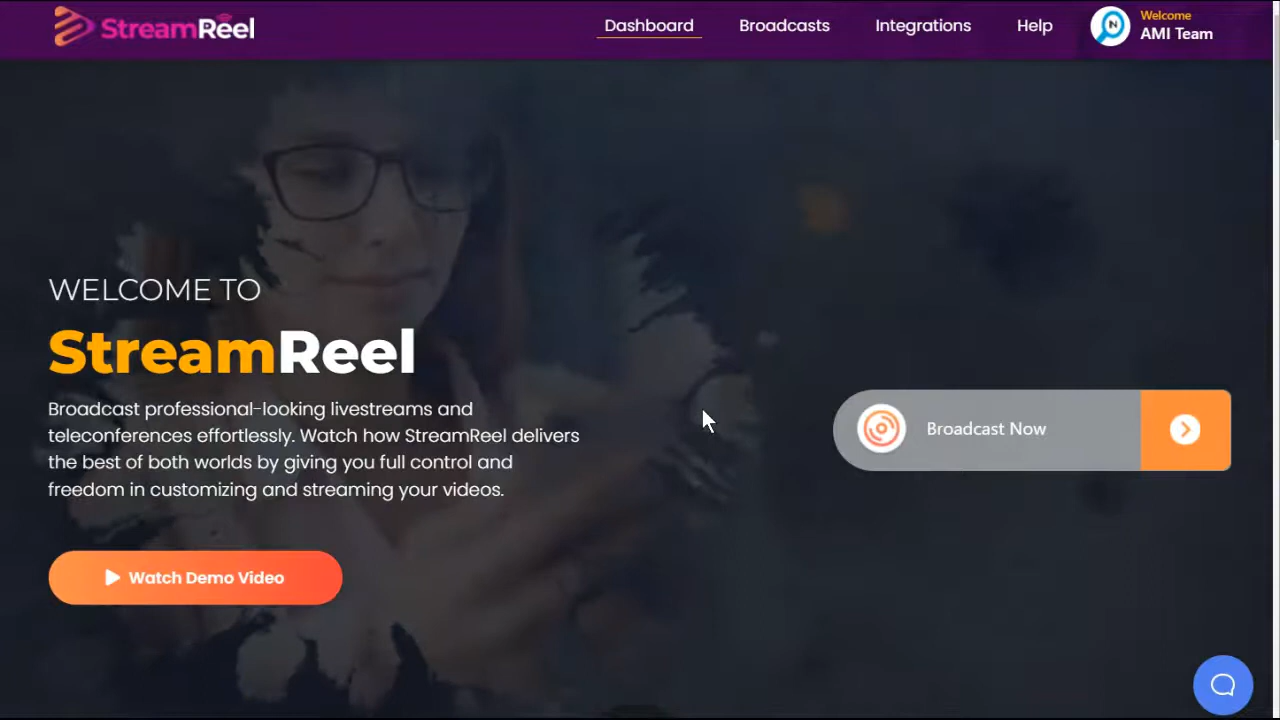 StreamReel
Dashboard
Broadcasts
Integrations
Help
N
Welcome
AMI Team
WELCOME TO
StreamReel
Broadcast professional-looking livestreams and
teleconferences effortlessly. Watch how StreamReel delivers
the best of both worlds by giving you full control and
freedom in customizing and streaming your videos.
Watch Demo Video
Broadcast Now